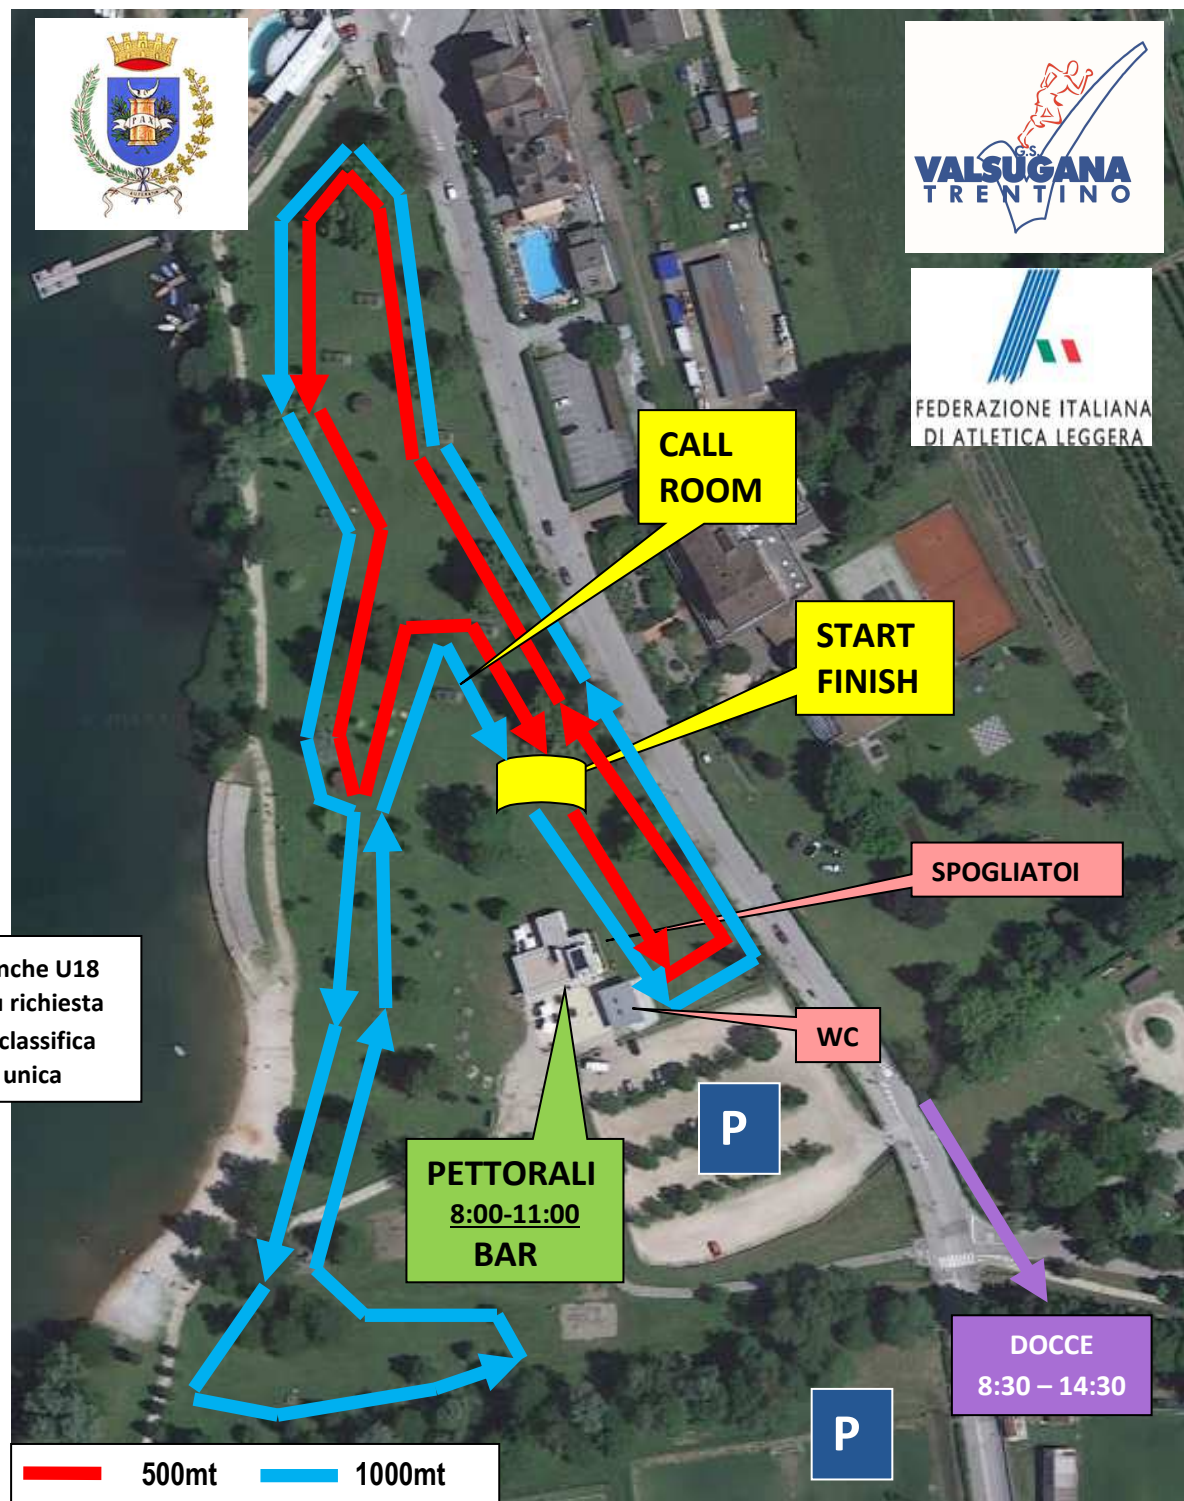 PAX
G.S.
VALSUGANA
TRENTINO
FEDERAZIONE ITALIANA
DI ATLETICA LEGGERA
CALL
ROOM
START
FINISH
SPOGLIATOI
nche U18
richiesta
classifica
unica
WC
P
PETTORALI
8:00-11:00
BAR
DOCCE
8:30 – 14:30
P
500mt 1000mt